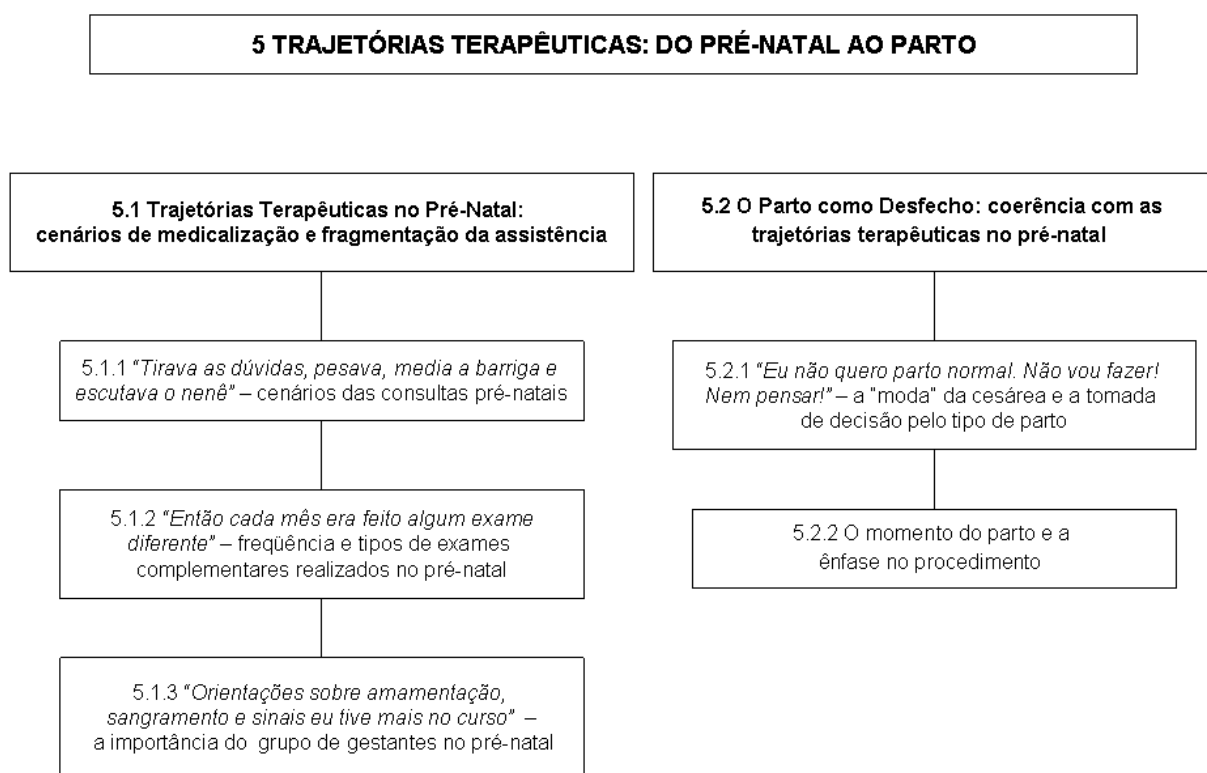 5 TRAJETÓRIAS TERAPÊUTICAS: DO PRÉ-NATAL AO PARTO
5.1 Trajetórias Terapêuticas no Pré-Natal:
cenários de medicalização e fragmentação da assistência
5.1.1 “Tirava as dúvidas, pesava, media a barriga e
escutava o nenê” – cenários das consultas pré-natais
5.1.2 “Então cada mês era feito algum exame
diferente” – freqüência e tipos de exames
complementares realizados no pré-natal
5.1.3 “Orientações sobre amamentação,
sangramento e sinais eu tive mais no curso” –
a importância do grupo de gestantes no pré-natal
5.2 O Parto como Desfecho: coerência com as
trajetórias terapêuticas no pré-natal
5.2.1 “Eu não quero parto normal. Não vou fazer!
Nem pensar!” – a “moda” da cesárea e a tomada
de decisão pelo tipo de parto
5.2.2 O momento do parto e a
ênfase no procedimento